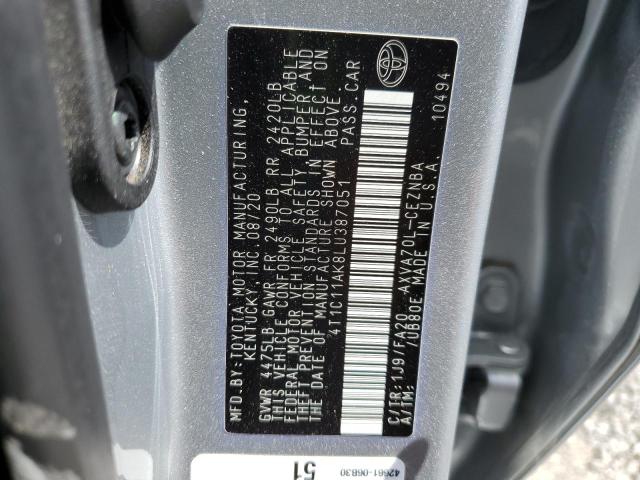 MFD.BY:TOYOTA MOTOR MANUFACTURING,
KENTUCKY, INC. 08/20
GVWR 4475LB GAWR FR 2490LB RR 2420LB
THIS VEHICLE CONFORMS TO ALL APPLICABLE
FEDERAL MOTOR VEHICLE SAFETY, BUMPER AND
THEFT PREVENTION STANDARDS IN EFFECT ON
THE DATE OF MANUFACTURE SHOWN ABOVE
4T1C11AK8LU387051 PASS.CAR
C/TR:1J9/FA20 AXVA70L-CEZNBA
/TM: /UB80E MADE IN U.S.A.
10494
51
42661-06B30